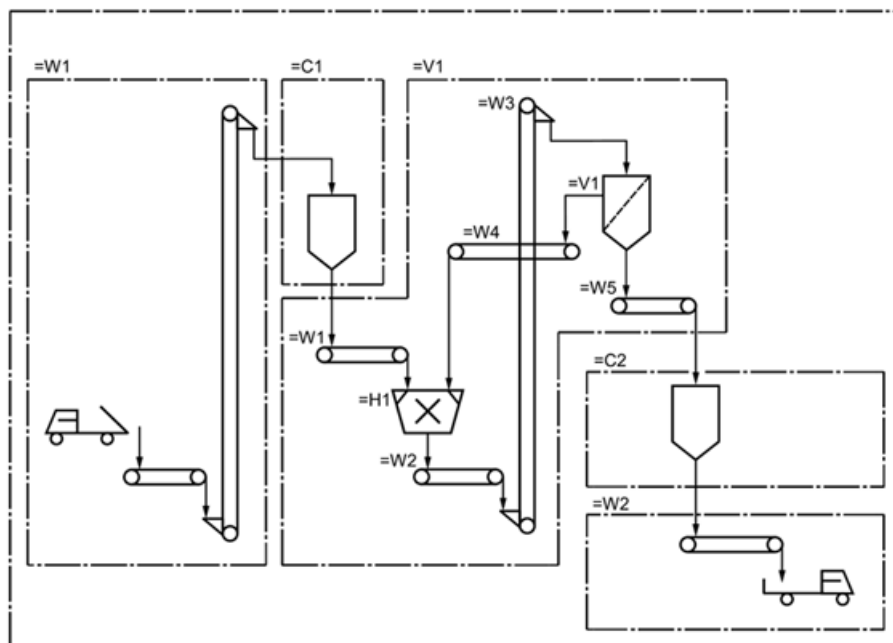 =W1
=C1
=V1
=W3
=V1
=W4
=W5
=W1
=C2
=H1
=W2
=W2